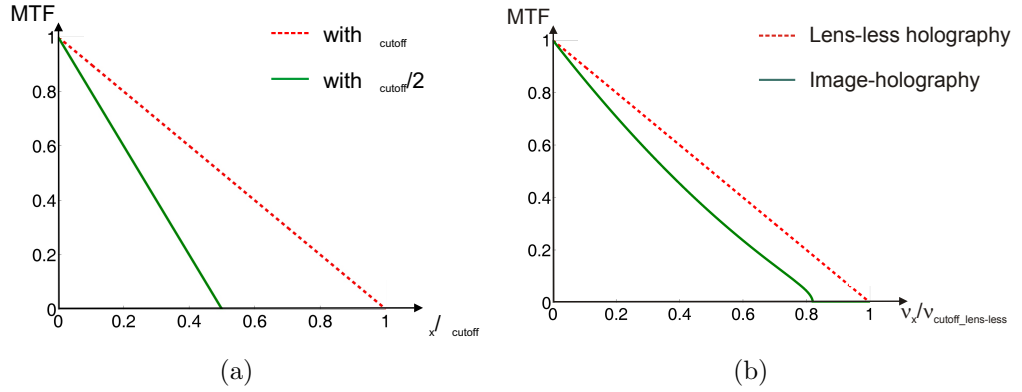 MTF
1
0.8
0.6
0.4
0.2
0
0
0.2
0.4
0.6
0.8
1
x/ cutoff
with cutoff
with cutoff/2
(a)
MTF
1
0.8
0.6
0.4
0.2
0
0
0.2
0.4
0.6
0.8
1
νx/νcutoff_lens-less
Lens-less holography
Image-holography
(b)